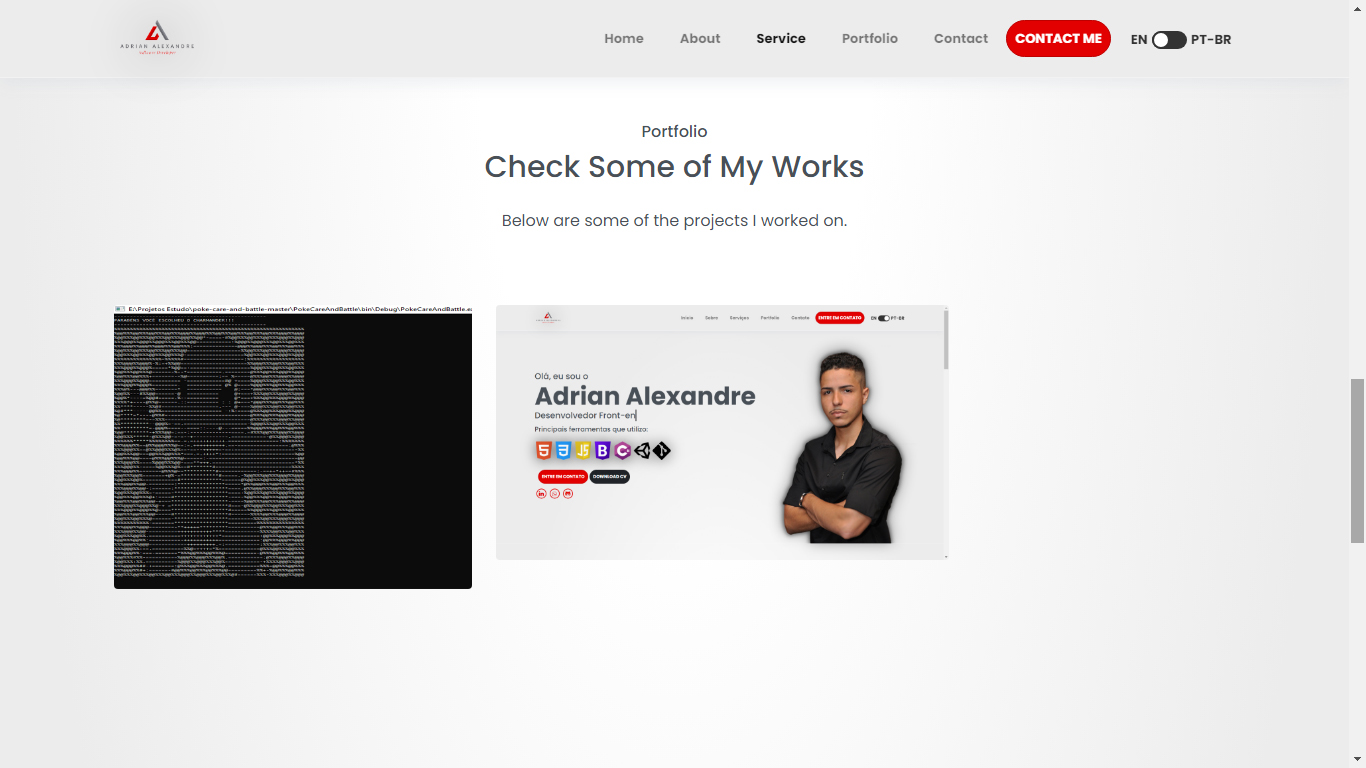 ADRIAN ALEXANDRE
Home
About
Service
Portfolio
Contact
CONTACT ME
EN
PT-BR
Portfolio
Check Some of My Works
Below are some of the projects I worked on.
E:\Projetos Estudo\poke-care-and-battle-master\PokeCareAndBattle\bin\Debug\PokeCareAndBattle.e
PARABENS VOCE ESCOLHEU O CHARMANDER!!!
Início
Sobre
Serviços
Portfolio
Contato
ENTRE EM CONTATO
EN
PT-BR
Olá, eu sou o
Adrian Alexandre
Desenvolvedor Front-en
Principais ferramentas que utilizo:
ENTRE EM CONTATO
DOWNLOAD CV